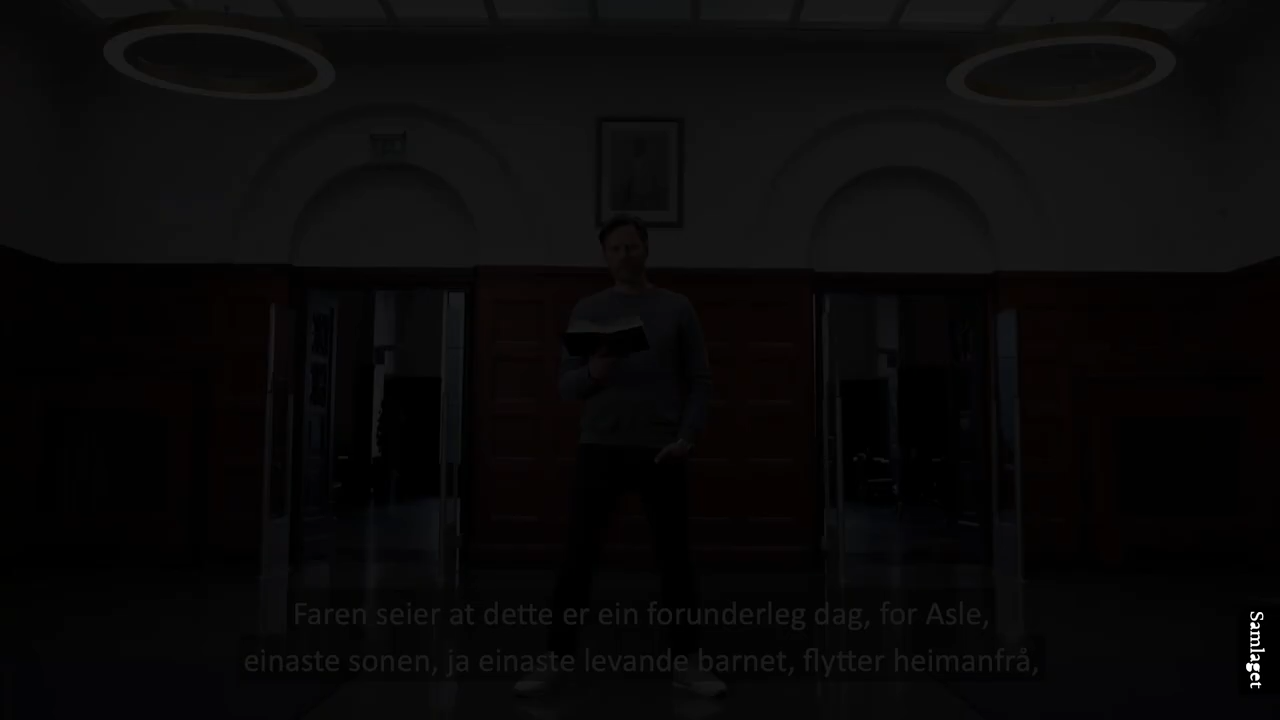 Faren seier at dette er ein forunderleg dag, for Asle,
einaste sonen, ja einaste levande barnet, flytter heimanfrå,
Samlaget